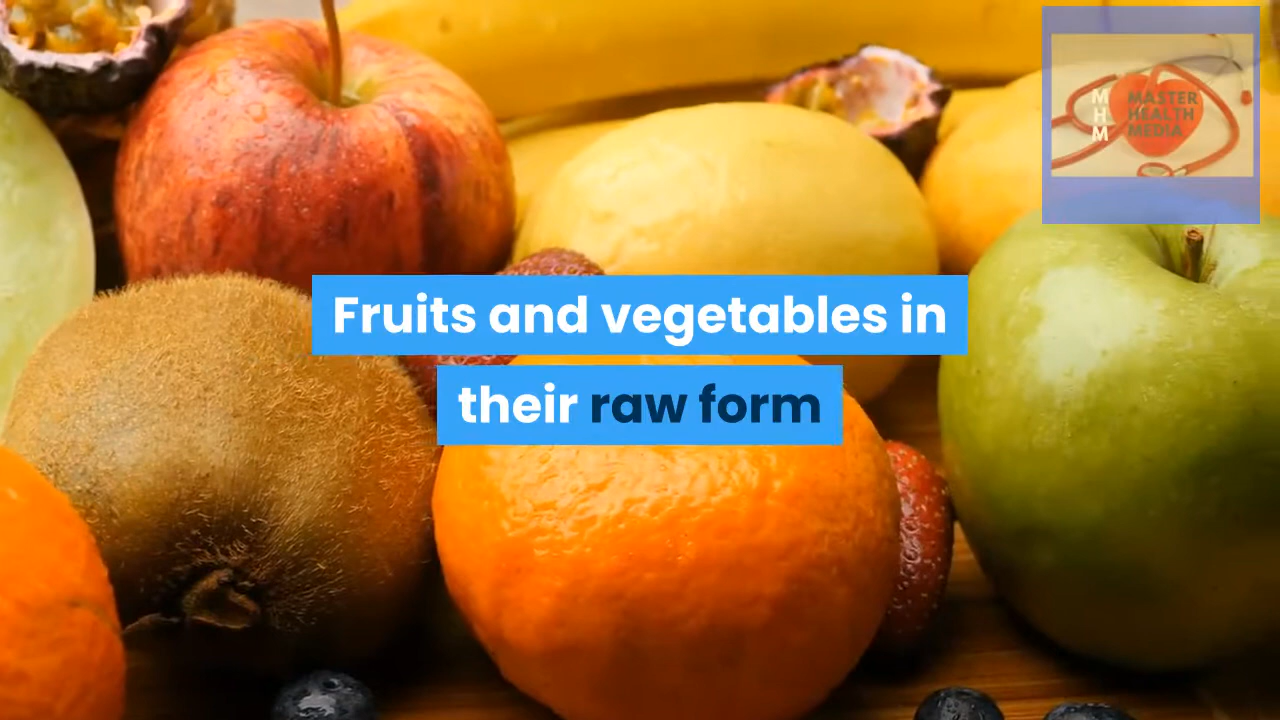 Fruits and vegetables in
their raw form
M
H
M
MASTER
HEALTH
MEDIA